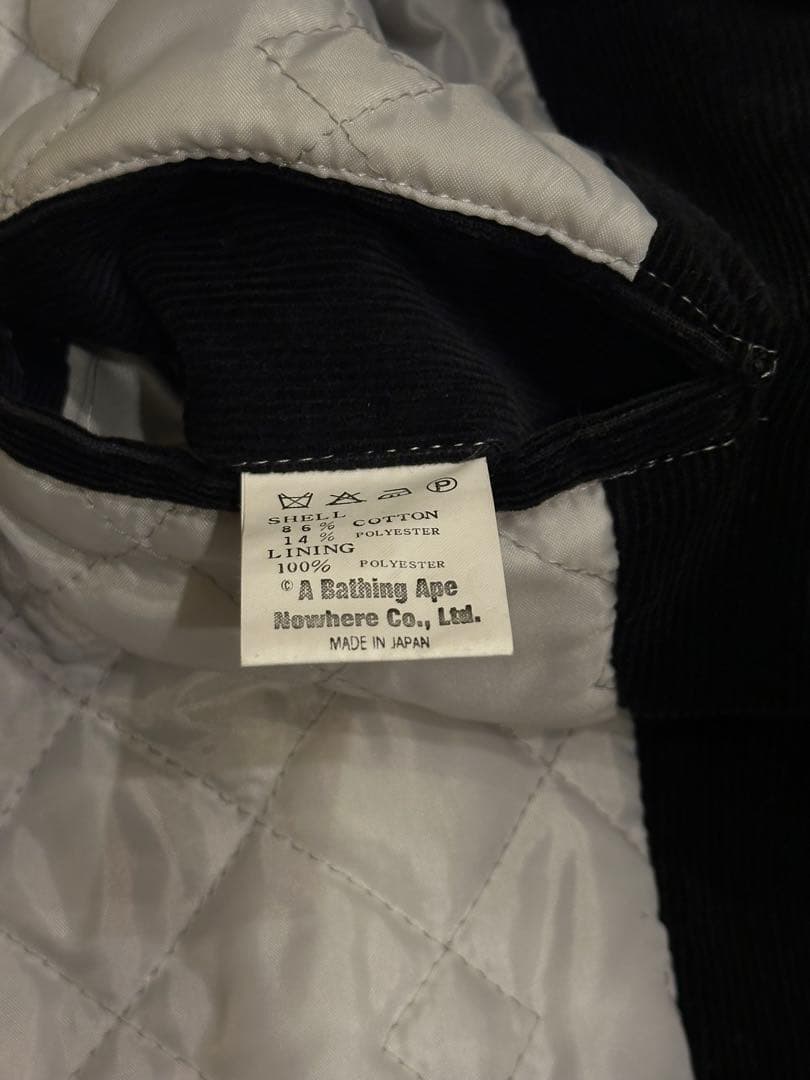 P
SHELL
86% COTTON
14% POLYESTER
LINING
100% POLYESTER
© A Bathing Ape
Nowhere Co., Ltd.
MADE IN JAPAN